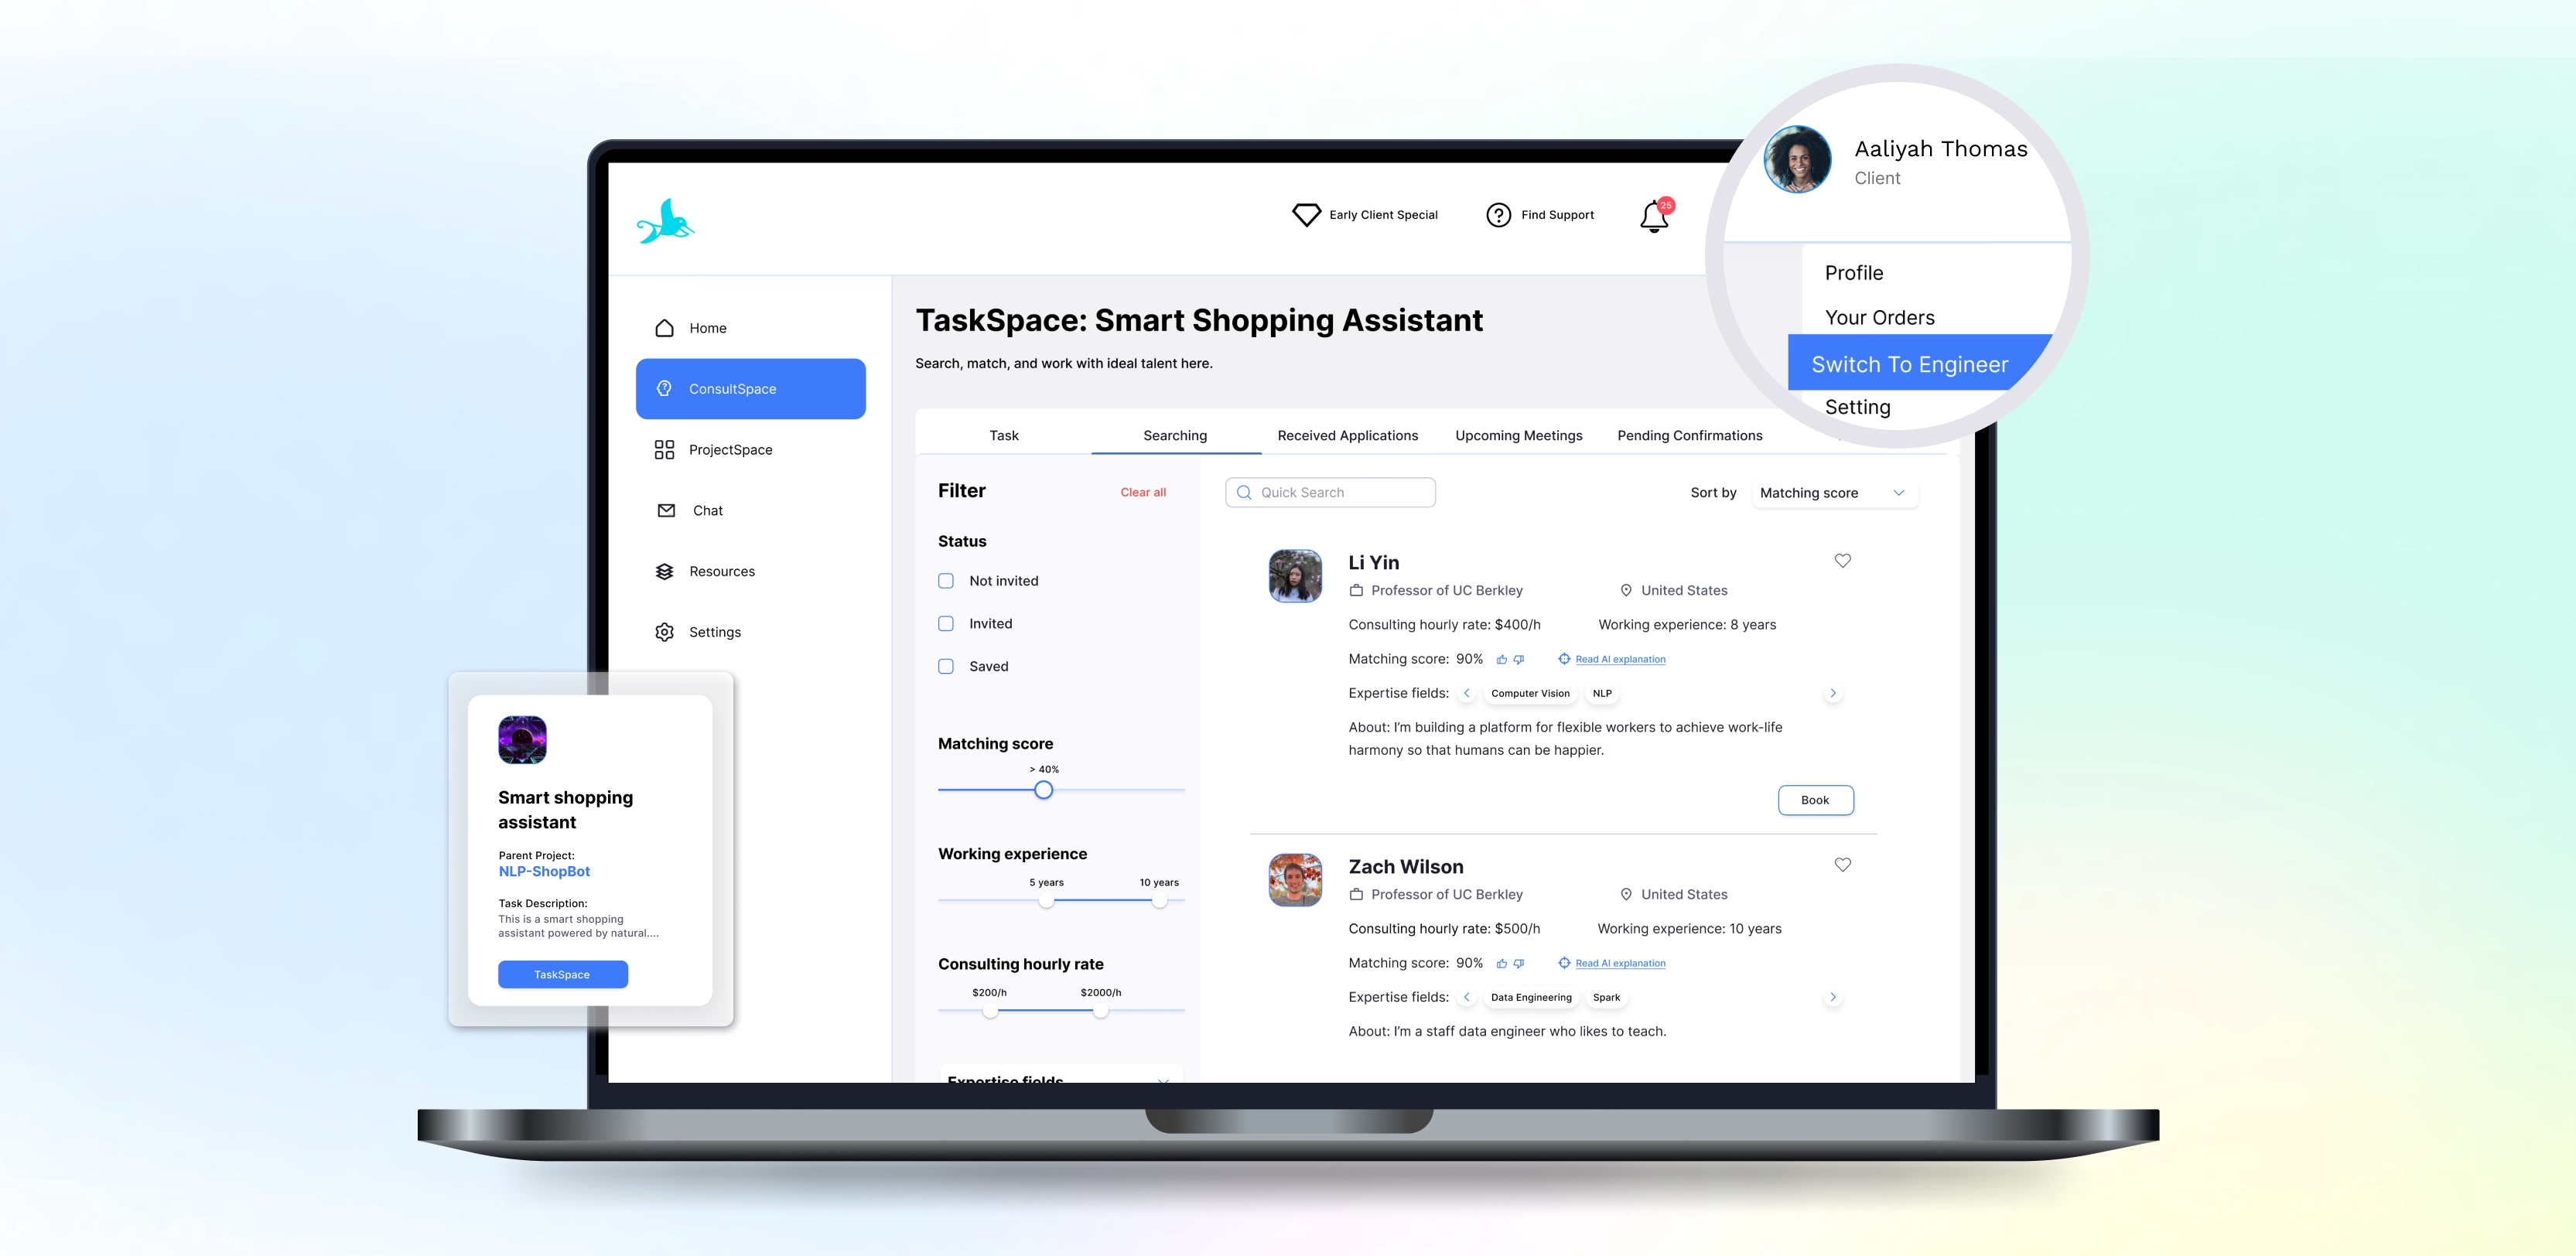 Aaliyah Thomas
Client
Early Client Special
Find Support
25
Profile
Your Orders
Switch To Engineer
Setting
Home
ConsultSpace
ProjectSpace
Chat
Resources
Settings
TaskSpace: Smart Shopping Assistant
Search, match, and work with ideal talent here.
Task Searching Received Applications Upcoming Meetings Pending Confirmations
Filter Clear all
Status
Not invited
Invited
Saved
Matching score
> 40%
Working experience
5 years 10 years
Consulting hourly rate
$200/h $2000/h
Expertise fields
Quick Search
Sort by Matching score
Li Yin
Professor of UC Berkley United States
Consulting hourly rate: $400/h Working experience: 8 years
Matching score: 90% Read AI explanation
Expertise fields: Computer Vision NLP
About: I'm building a platform for flexible workers to achieve work-life
harmony so that humans can be happier.
Book
Zach Wilson
Professor of UC Berkley United States
Consulting hourly rate: $500/h Working experience: 10 years
Matching score: 90% Read AI explanation
Expertise fields: Data Engineering Spark
About: I'm a staff data engineer who likes to teach.
Smart shopping
assistant
Parent Project:
NLP-ShopBot
Task Description:
This is a smart shopping
assistant powered by natural....
TaskSpace